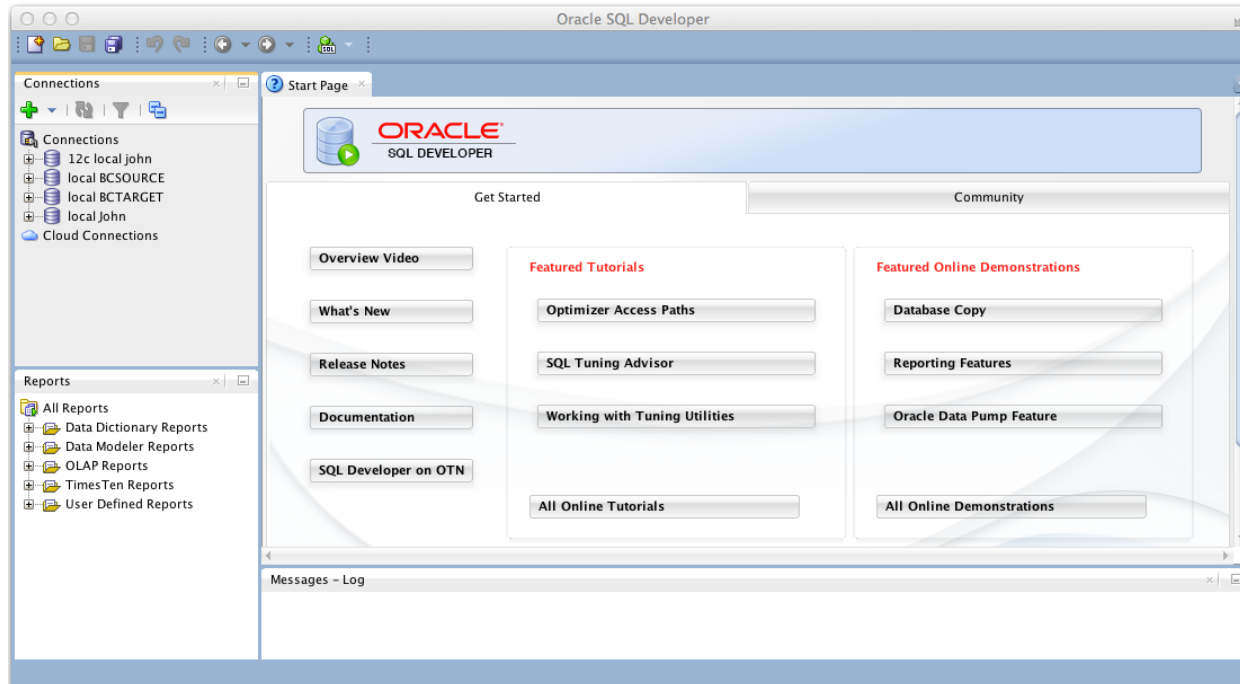 Oracle SQL Developer
SQL
Connections
Start Page
Connections
12c local john
local BCSOURCE
local BCTARGET
local John
Cloud Connections
ORACLE
SQL DEVELOPER
Get Started
Community
Overview Video
What's New
Release Notes
Documentation
SQL Developer on OTN
Featured Tutorials
Optimizer Access Paths
SQL Tuning Advisor
Working with Tuning Utilities
All Online Tutorials
Featured Online Demonstrations
Database Copy
Reporting Features
Oracle Data Pump Feature
All Online Demonstrations
Reports
All Reports
Data Dictionary Reports
Data Modeler Reports
OLAP Reports
TimesTen Reports
User Defined Reports
Messages – Log